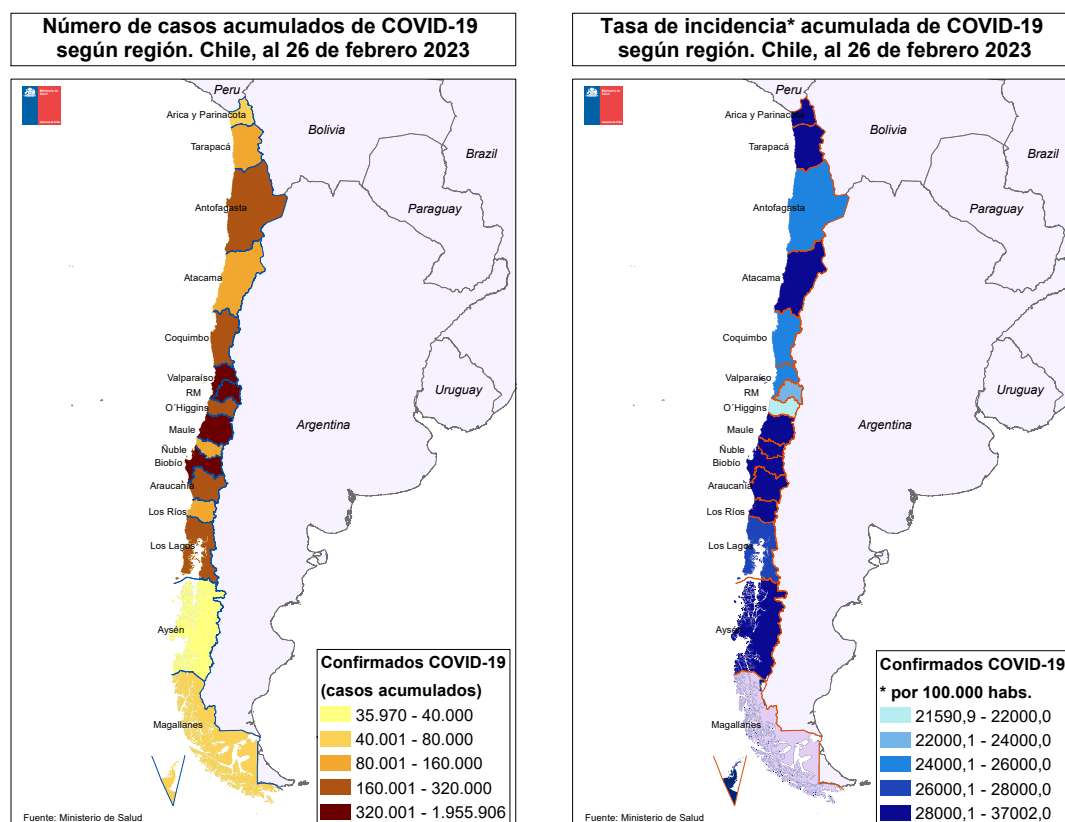 Número de casos acumulados de COVID-19
según región. Chile, al 26 de febrero 2023
Peru
Arica y Parinacota
Bolivia
Tarapacá
Brazil
Antofagasta
Paraguay
Atacama
Coquimbo
Valparaíso
RM
Uruguay
O´Higgins
Argentina
Maule
Ñuble
Biobío
Araucanía
Los Ríos
Los Lagos
Aysén
Magallanes
Confirmados COVID-19
(casos acumulados)
35.970 - 40.000
40.001 - 80.000
80.001 - 160.000
160.001 - 320.000
320.001 - 1.955.906
Fuente: Ministerio de Salud
Tasa de incidencia* acumulada de COVID-19
según región. Chile, al 26 de febrero 2023
Peru
Arica y Parinacota
Bolivia
Tarapacá
Brazil
Antofagasta
Paraguay
Atacama
Coquimbo
Valparaíso
RM
Uruguay
O´Higgins
Argentina
Maule
Ñuble
Biobío
Araucanía
Los Ríos
Los Lagos
Aysén
Magallanes
Confirmados COVID-19
* por 100.000 habs.
21590,9 - 22000,0
22000,1 - 24000,0
24000,1 - 26000,0
26000,1 - 28000,0
28000,1 - 37002,0
Fuente: Ministerio de Salud